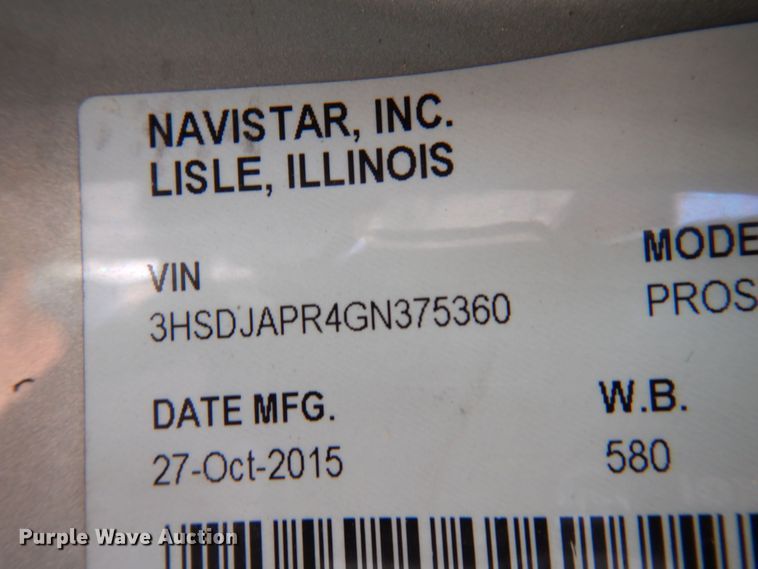 NAVISTAR, INC.
LISLE, ILLINOIS
VIN
3HSDJAPR4GN375360
MODE
PROS
DATE MFG.
27-Oct-2015
W.B.
580
Purple Wave Auction